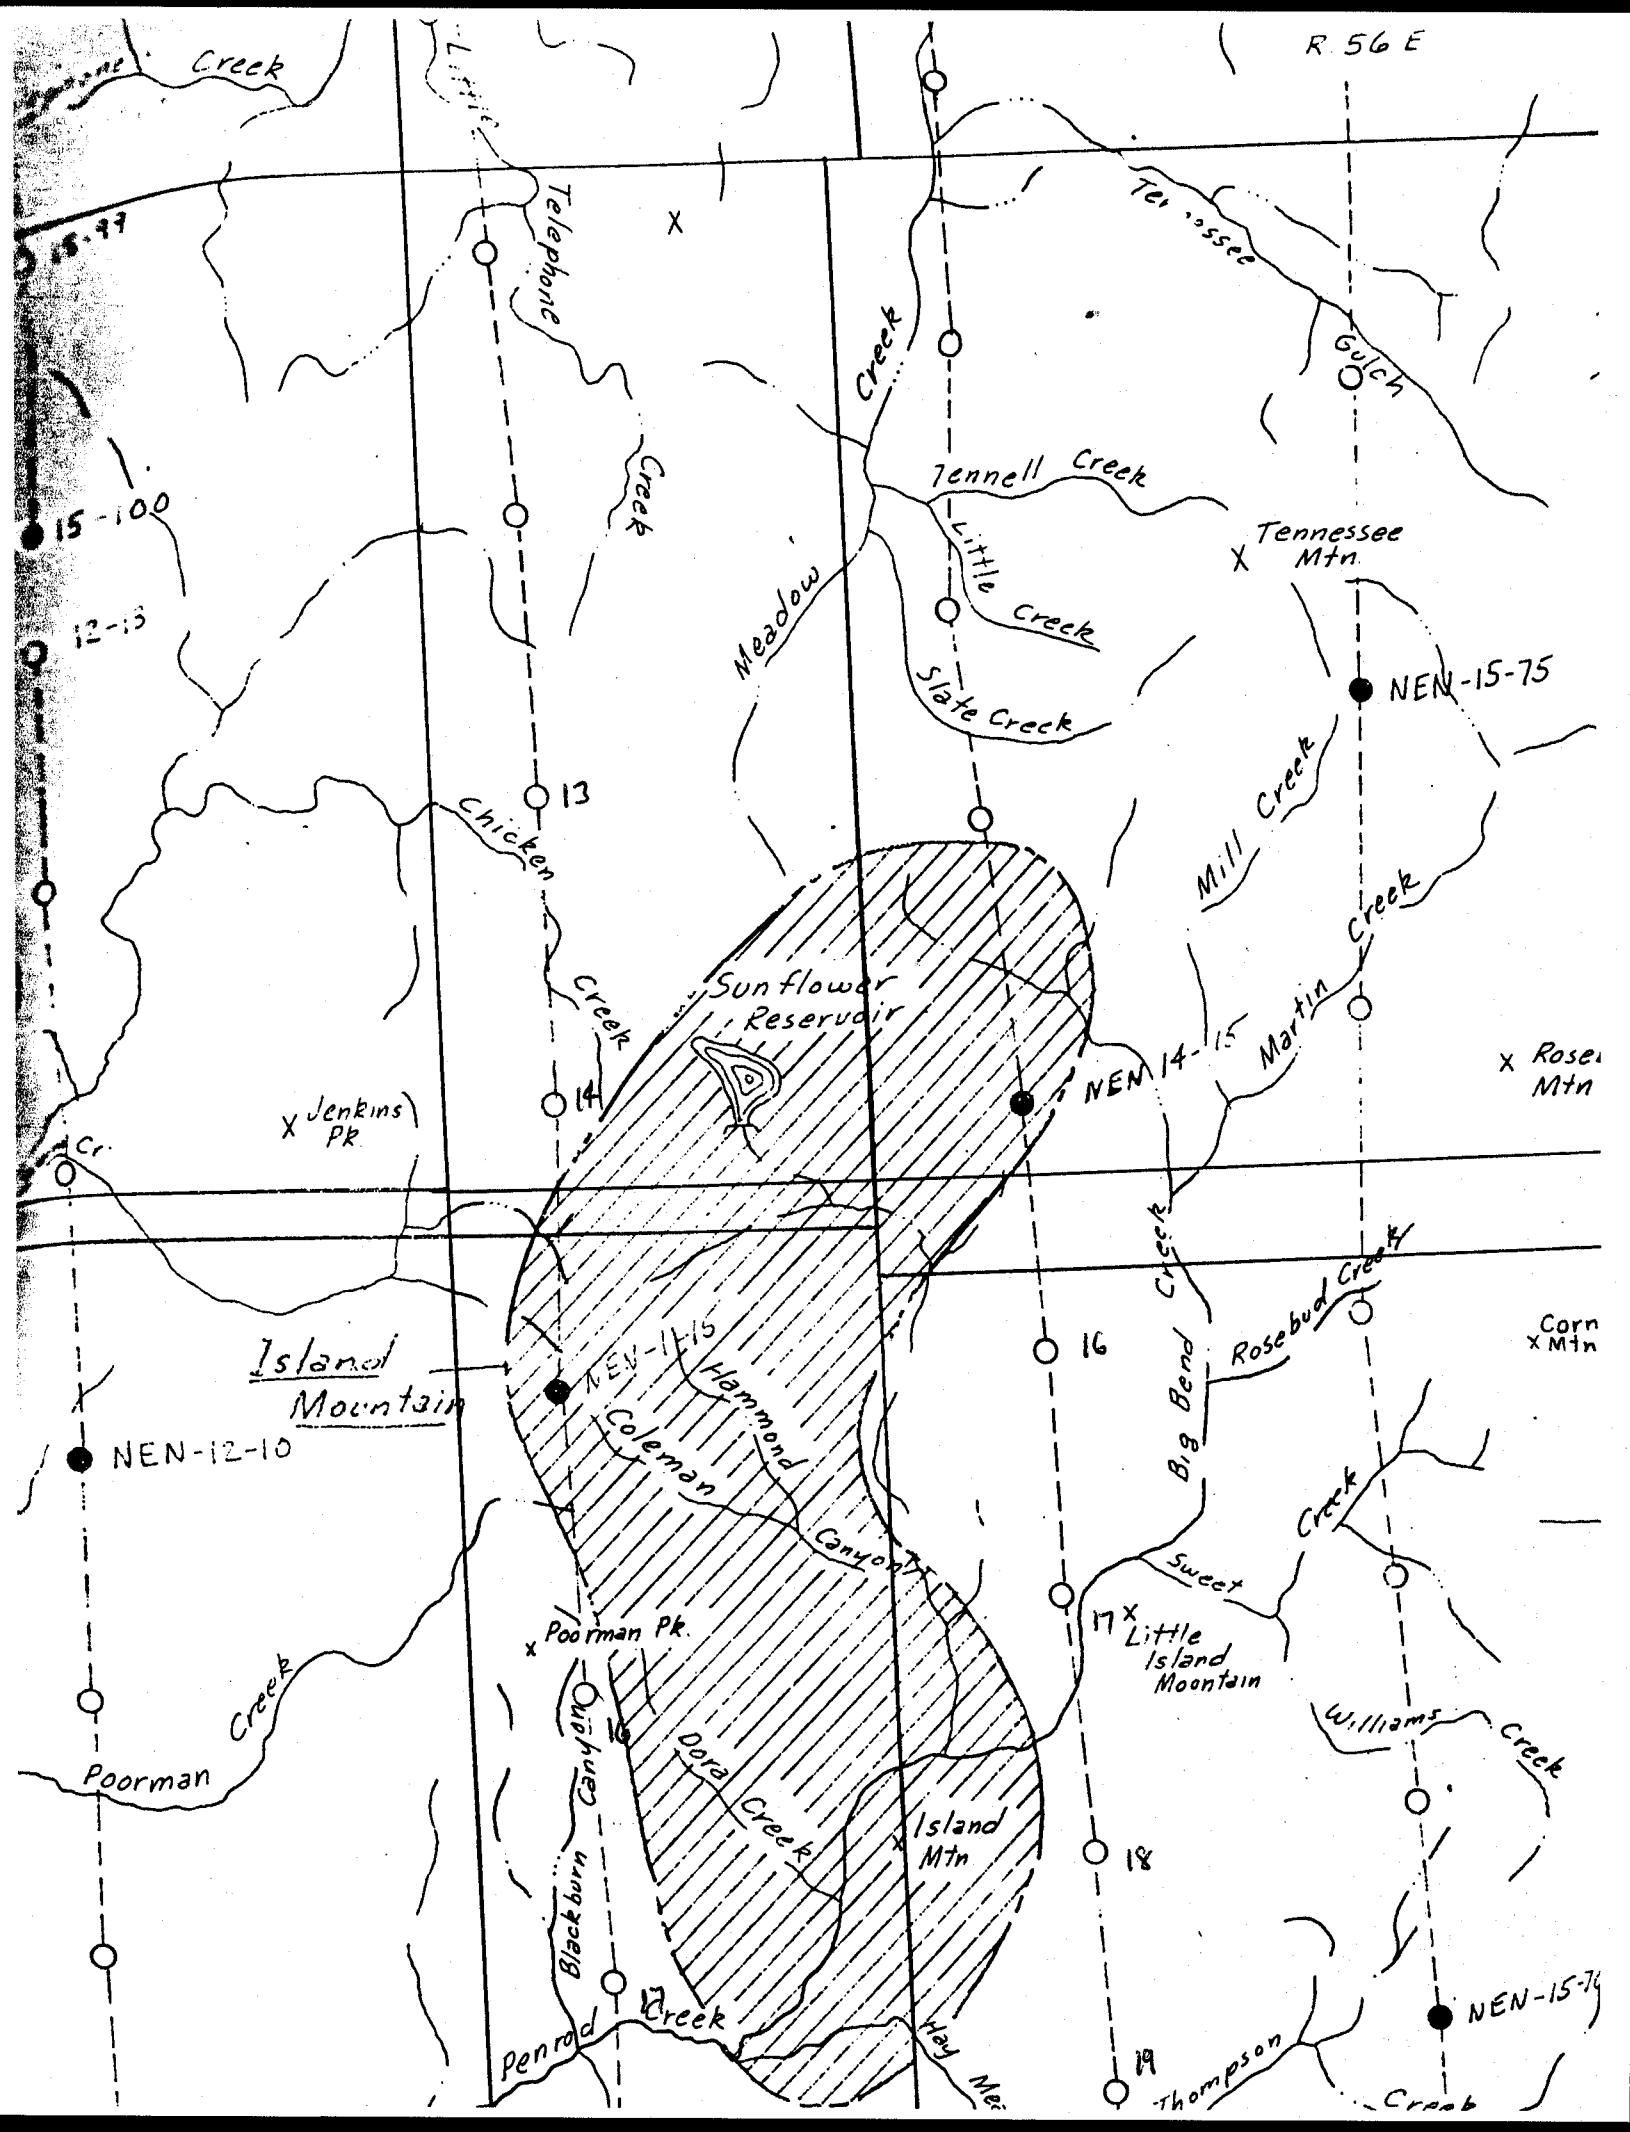 R 56 E
Creek
Little
15-99
Telephone
X
Tennessee
Creek
Gulch
15-100
Creek
Tennell Creek
Little
Creek
X Tennessee
Mtn.
12-13
Meadow
Slate Creek
NEN-15-75
13
Chicken
Creek
Mill Creek
Creek
Martin
Sunflower
Reservoir
NEN 14-15
X Jenkins
Pk.
14
Cr.
X
Mtn
Creek
Rosebud Creek
16
Corn
X Mtn
Island
Mountain
NEN-11-15
Hammond
Coleman
Canyon
Big Bend
NEN-12-10
Creek
Sweet
X Poorman Pk.
17 X
Little
Island
Mountain
Creek
Poorman
Canyon
Blackburn
16
Dora
Creek
Williams
Creek
X Island
Mtn
18
17
Penrod Creek
Hay
19
Thompson
Creek